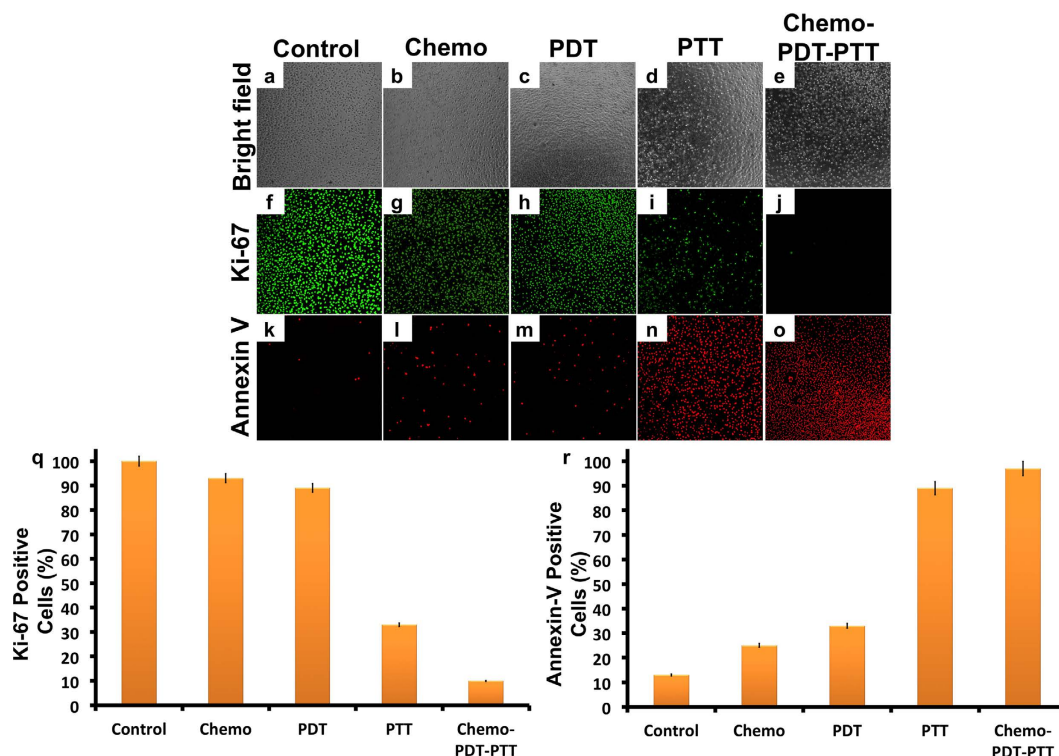 Control
Chemo
PDT
PTT
Chemo-
PDT-PTT
Bright field
a
b
c
d
e
Ki-67
f
g
h
i
j
Annexin V
k
l
m
n
o
q
Ki-67 Positive
Cells (%)
100
90
80
70
60
50
40
30
20
10
0
Control
Chemo
PDT
PTT
Chemo-
PDT-PTT
r
Annexin-V Positive
Cells (%)
100
90
80
70
60
50
40
30
20
10
0
Control
Chemo
PDT
PTT
Chemo-
PDT-PTT